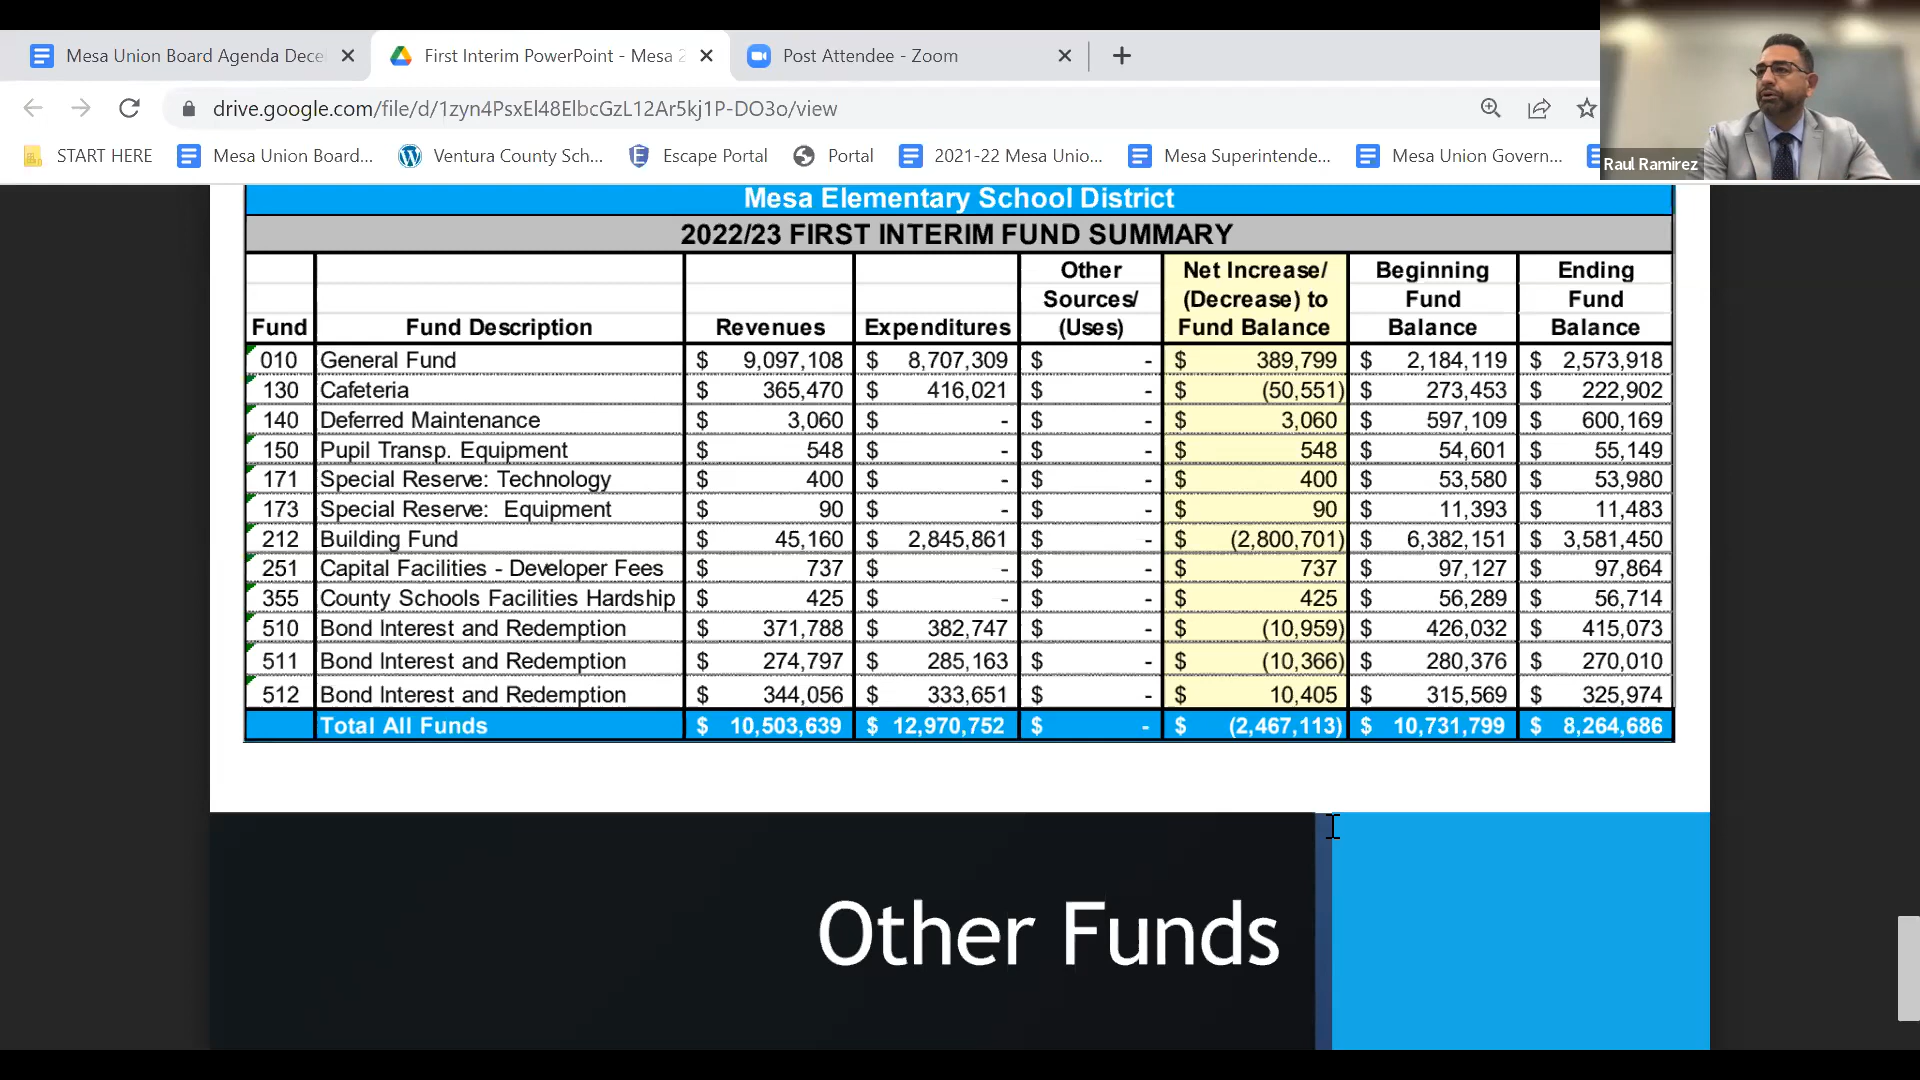 Mesa Union Board Agenda Dece
First Interim PowerPoint - Mesa 2
Post Attendee - Zoom
drive.google.com/file/d/1zyn4PsxEl48ElbcGzL12Ar5kj1P-DO3o/view
START HERE
Mesa Union Board...
Ventura County Sch...
Escape Portal
Portal
2021-22 Mesa Unio...
Mesa Superintende...
Mesa Union Govern...
Raul Ramirez
Mesa Elementary School District
2022/23 FIRST INTERIM FUND SUMMARY
Fund Fund Description Revenues Expenditures Other Sources/ (Uses) Net Increase/ (Decrease) to Fund Balance Beginning Fund Balance Ending Fund Balance
010 General Fund $ 9,097,108 $ 8,707,309 $ - $ 389,799 $ 2,184,119 $ 2,573,918
130 Cafeteria $ 365,470 $ 416,021 $ - $ (50,551) $ 273,453 $ 222,902
140 Deferred Maintenance $ 3,060 $ - $ - $ 3,060 $ 597,109 $ 600,169
150 Pupil Transp. Equipment $ 548 $ - $ - $ 548 $ 54,601 $ 55,149
171 Special Reserve: Technology $ 400 $ - $ - $ 400 $ 53,580 $ 53,980
173 Special Reserve: Equipment $ 90 $ - $ - $ 90 $ 11,393 $ 11,483
212 Building Fund $ 45,160 $ 2,845,861 $ - $ (2,800,701) $ 6,382,151 $ 3,581,450
251 Capital Facilities - Developer Fees $ 737 $ - $ - $ 737 $ 97,127 $ 97,864
355 County Schools Facilities Hardship $ 425 $ - $ - $ 425 $ 56,289 $ 56,714
510 Bond Interest and Redemption $ 371,788 $ 382,747 $ - $ (10,959) $ 426,032 $ 415,073
511 Bond Interest and Redemption $ 274,797 $ 285,163 $ - $ (10,366) $ 280,376 $ 270,010
512 Bond Interest and Redemption $ 344,056 $ 333,651 $ - $ 10,405 $ 315,569 $ 325,974
Total All Funds $ 10,503,639 $ 12,970,752 $ - $ (2,467,113) $ 10,731,799 $ 8,264,686
Other Funds